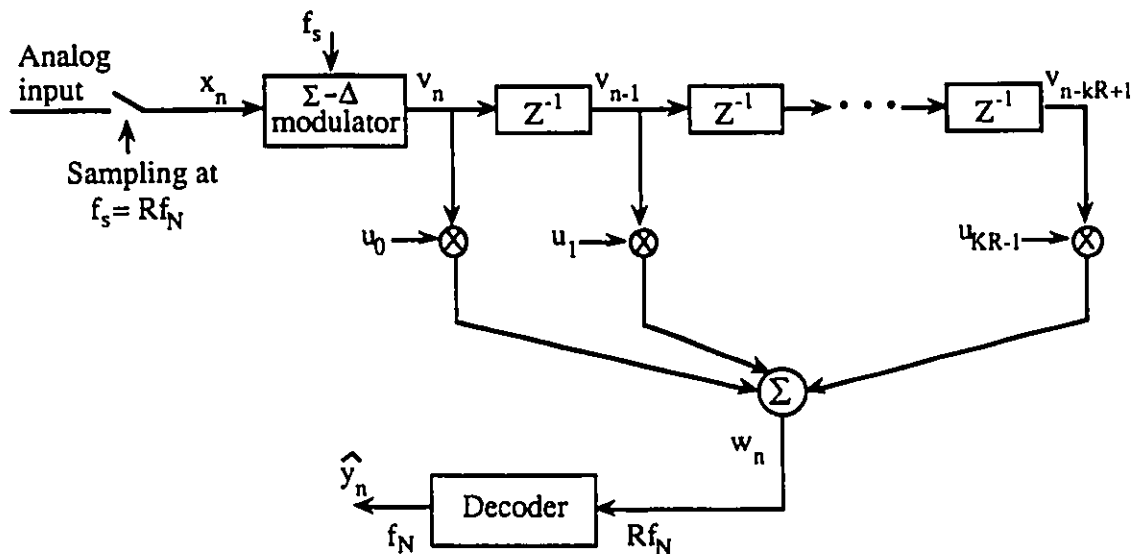 f_s
Analog
input
x_n
Σ-Δ
modulator
v_n
Z^-1
v_n-1
Z^-1
• • •
Z^-1
v_n-kR+1
Sampling at
f_s = Rf_N
u_0
u_1
u_KR-1
Σ
w_n
ŷ_n
Decoder
f_N
Rf_N